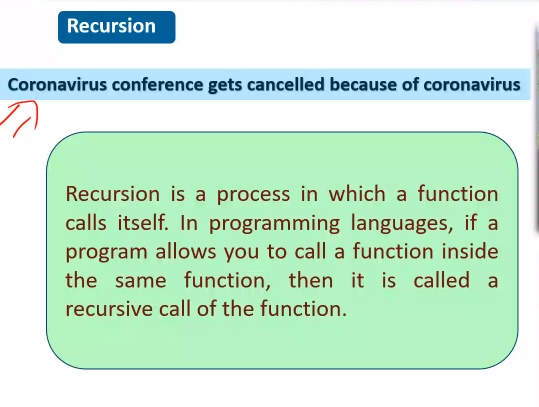 Recursion
Coronavirus conference gets cancelled because of coronavirus
Recursion is a process in which a function
calls itself. In programming languages, if a
program allows you to call a function inside
the same function, then it is called a
recursive call of the function.